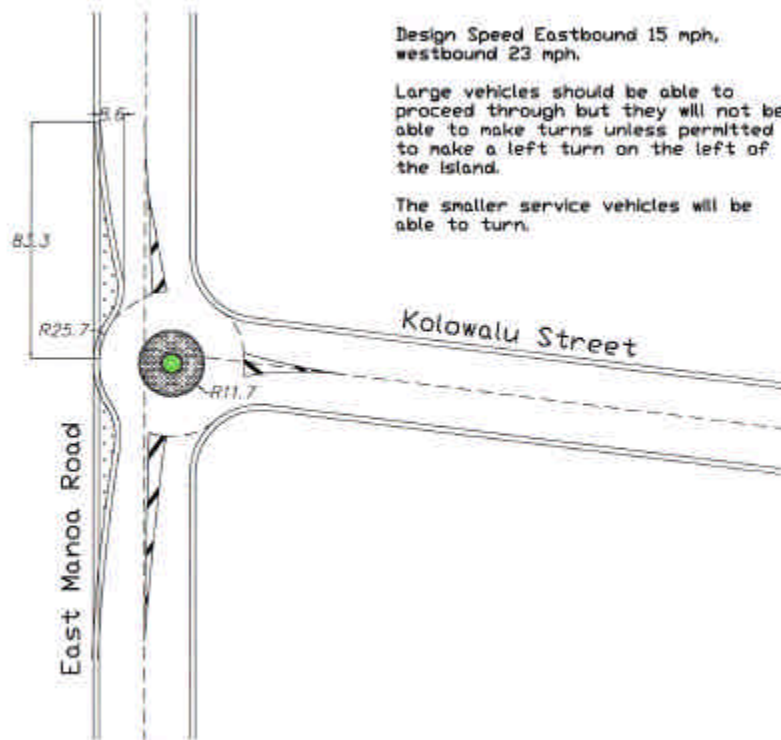 Design Speed Eastbound 15 mph,
westbound 23 mph.
Large vehicles should be able to
proceed through but they will not be
able to make turns unless permitted
to make a left turn on the left of
the island.
The smaller service vehicles will be
able to turn.
8.6
83.3
R25.7
Kolowalu Street
R11.7
East Manoa Road